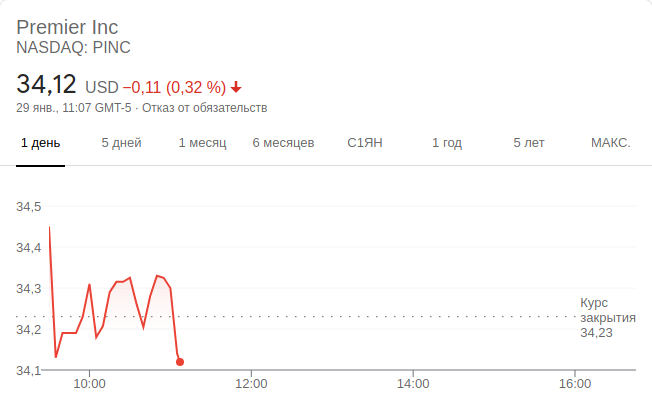 Premier Inc
NASDAQ: PINC
34,12 USD −0,11 (0,32 %)
29 янв., 11:07 GMT-5 · Отказ от обязательств
1 день 5 дней 1 месяц 6 месяцев С1ЯН 1 год 5 лет МАКС.
34,5
34,4
34,3
34,2
34,1
Курс
закрытия
34,23
10:00 12:00 14:00 16:00